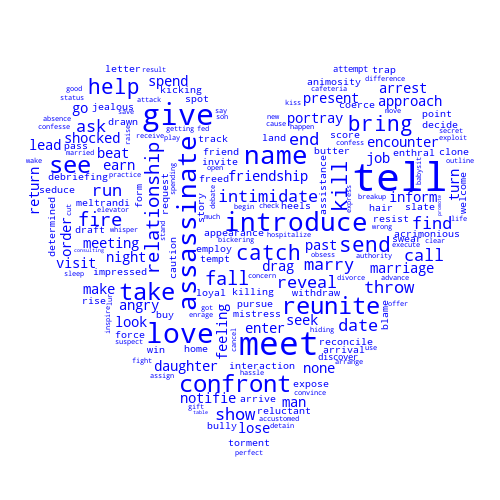 letter result
attempt trap
good help spend
animosity difference
status kicking
cafeteria present arrest
go jealous attack spot
kiss coerce approach
absence save give say
new bring move point
confesse ask drawn son
cause portray decide
shocked raise play getting fed
happen end score secret
lead pass receive track land encounter exploit
married beat friend name butter confess enthral clone
wake see earn relationship spending invite kill job outline
debriefing practice open friendship assistance tell babysit turn
return seduce run form request freed intimidate express breakup inform welcome
meltrandi assassinate story much introduce hair slate promote
determined cut elevator stand appearance resist find life
order draft whisper bickering hospitalize wrong acrimonious
meeting caution employ catch past send swear clear
consulting night tempt obsess authority execute call
visit sleep impressed fall concern drag marry divorce marriage advance
make take loyal killing reveal withdraw throw
rise lur angry got pursue reunite offer
inspire buy enrage mistress seek blame
look love feeling enter hiding date
force cancel meet reconcile
suspect win home arrival use
fight daughter interaction none discover arrange
assign hassle
confront expose convince
notifie arrive man
gift table show accustomed reluctant
bully lose detain
torment
perfect